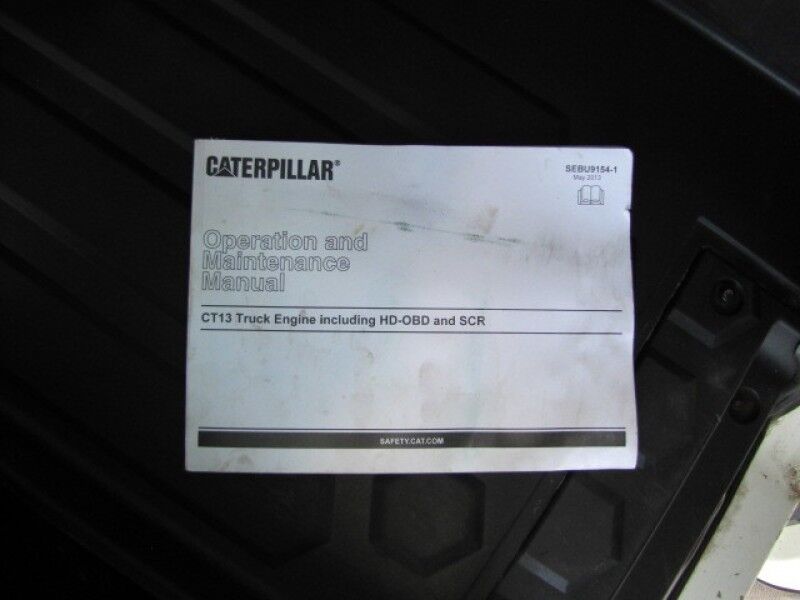 CATERPILLAR®
SEBU9154-1
May 2013
Operation and
Maintenance
Manual
CT13 Truck Engine including HD-OBD and SCR
SAFETY.CAT.COM